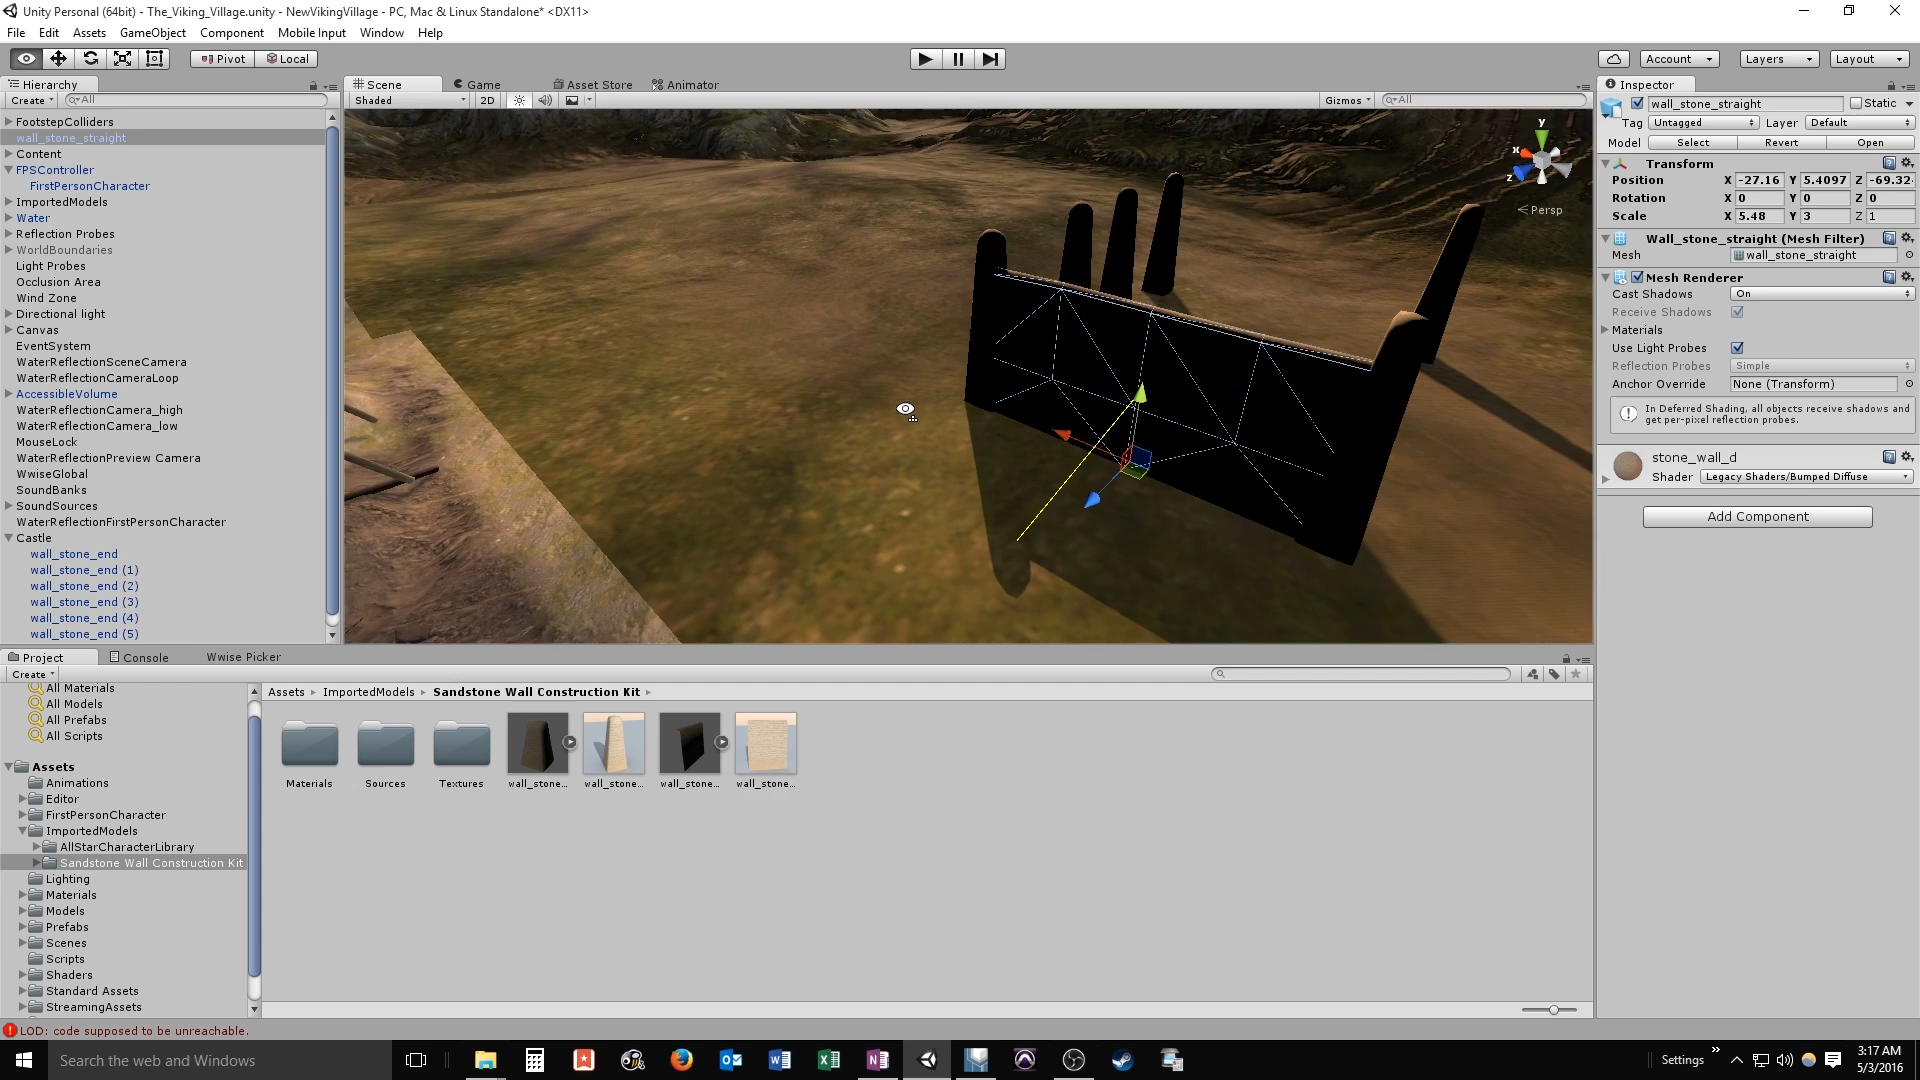 Unity Personal (64bit) - The_Viking_Village.unity - NewVikingVillage - PC, Mac & Linux Standalone* <DX11>
File Edit Assets GameObject Component Mobile Input Window Help
Pivot Local Account Layers Layout
Hierarchy
Create All
FootstepColliders
wall_stone_straight
Content
FPSController
FirstPersonCharacter
ImportedModels
Water
Reflection Probes
WorldBoundaries
Light Probes
Occlusion Area
Wind Zone
Directional light
Canvas
EventSystem
WaterReflectionSceneCamera
WaterReflectionCameraLoop
AccessibleVolume
WaterReflectionCamera_high
WaterReflectionCamera_low
MouseLock
WaterReflectionPreview Camera
WwiseGlobal
SoundBanks
SoundSources
WaterReflectionFirstPersonCharacter
Castle
wall_stone_end
wall_stone_end (1)
wall_stone_end (2)
wall_stone_end (3)
wall_stone_end (4)
wall_stone_end (5)
Scene Game Asset Store Animator
Shaded 2D Gizmos All
y
x
z
Persp
Inspector
wall_stone_straight Static
Tag Untagged Layer Default
Model Select Revert Open
Transform
Position X -27.16 Y 5.4097 Z -69.32
Rotation X 0 Y 0 Z 0
Scale X 5.48 Y 3 Z 1
Wall_stone_straight (Mesh Filter)
Mesh wall_stone_straight
Mesh Renderer
Cast Shadows On
Receive Shadows
Materials
Use Light Probes
Reflection Probes Simple
Anchor Override None (Transform)
In Deferred Shading, all objects receive shadows and
get per-pixel reflection probes.
stone_wall_d
Shader Legacy Shaders/Bumped Diffuse
Add Component
Project Console Wwise Picker
Create
All Materials
All Models
All Prefabs
All Scripts
Assets
Animations
Editor
FirstPersonCharacter
ImportedModels
AllStarCharacterLibrary
Sandstone Wall Construction Kit
Lighting
Materials
Models
Prefabs
Scenes
Scripts
Shaders
Standard Assets
StreamingAssets
Assets ImportedModels Sandstone Wall Construction Kit
Materials Sources Textures wall_stone... wall_stone... wall_stone... wall_stone...
LOD: code supposed to be unreachable.
Search the web and Windows
Settings
3:17 AM
5/3/2016